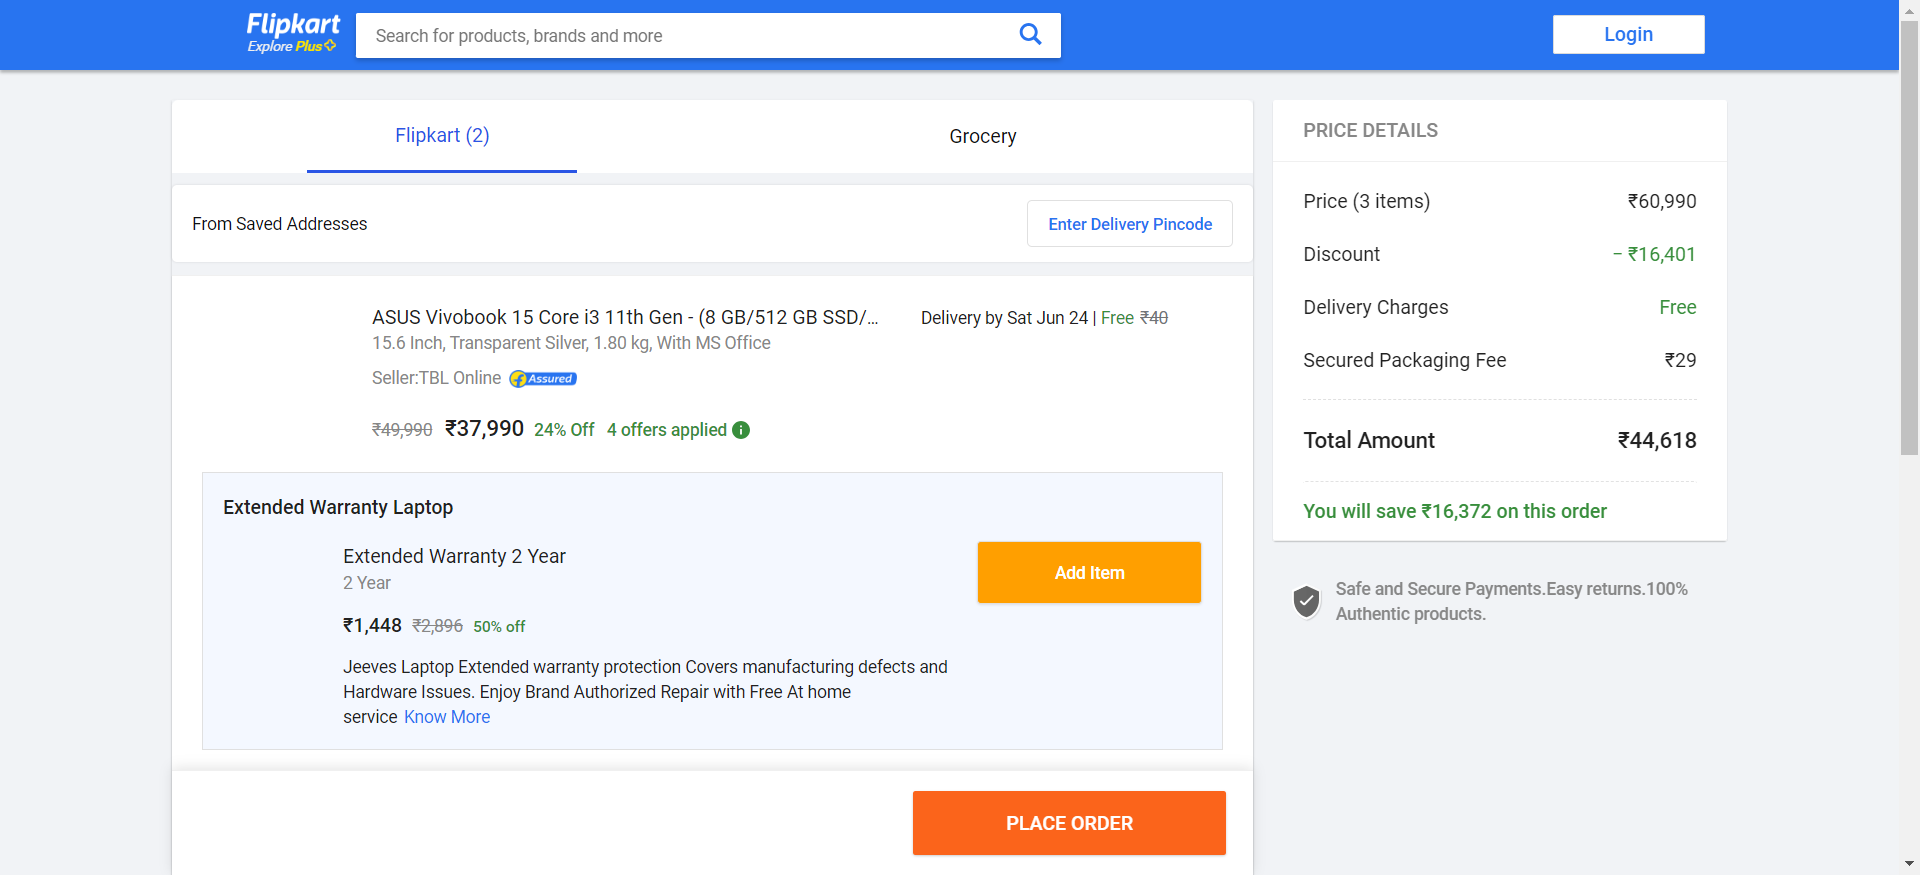 Flipkart
Explore Plus
Search for products, brands and more
Login
Flipkart (2)
Grocery
From Saved Addresses
Enter Delivery Pincode
ASUS Vivobook 15 Core i3 11th Gen - (8 GB/512 GB SSD/...
15.6 Inch, Transparent Silver, 1.80 kg, With MS Office
Seller:TBL Online Assured
₹49,990 ₹37,990 24% Off 4 offers applied
Delivery by Sat Jun 24 | Free ₹40
Extended Warranty Laptop
Extended Warranty 2 Year
2 Year
₹1,448 ₹2,896 50% off
Jeeves Laptop Extended warranty protection Covers manufacturing defects and
Hardware Issues. Enjoy Brand Authorized Repair with Free At home
service Know More
Add Item
PLACE ORDER
PRICE DETAILS
Price (3 items) ₹60,990
Discount − ₹16,401
Delivery Charges Free
Secured Packaging Fee ₹29
Total Amount ₹44,618
You will save ₹16,372 on this order
Safe and Secure Payments.Easy returns.100%
Authentic products.